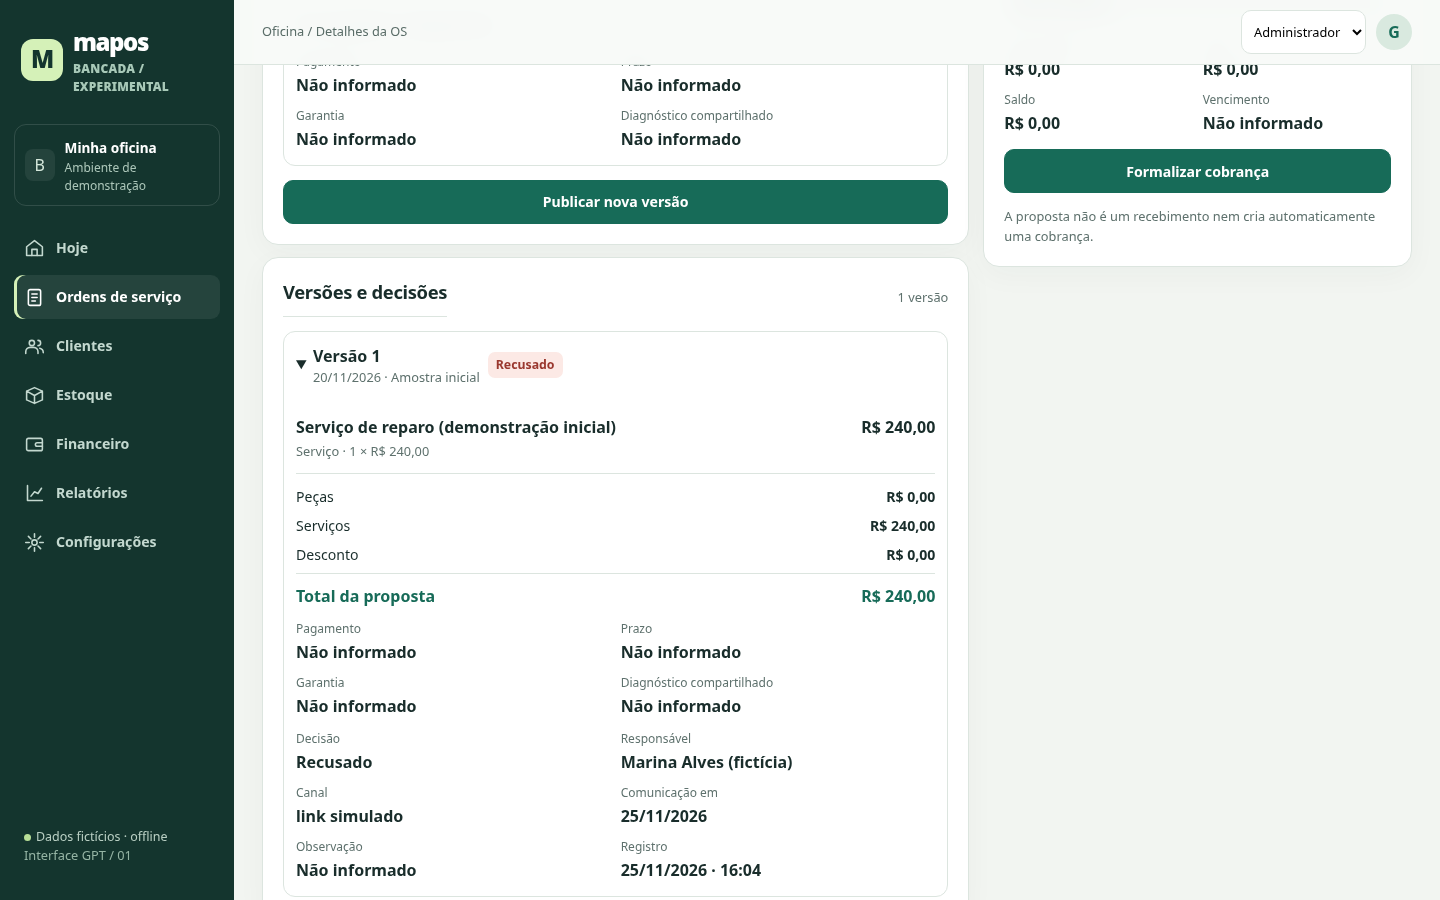 M
mapos
BANCADA /
EXPERIMENTAL
B
Minha oficina
Ambiente de
demonstração
Hoje
Ordens de serviço
Clientes
Estoque
Financeiro
Relatórios
Configurações
Dados fictícios · offline
Interface GPT / 01
Oficina / Detalhes da OS
Administrador
G
Pagamento
Prazo
Não informado
Não informado
Garantia
Diagnóstico compartilhado
Não informado
Não informado
Publicar nova versão
Versões e decisões
1 versão
Versão 1
20/11/2026 · Amostra inicial
Recusado
Serviço de reparo (demonstração inicial)
R$ 240,00
Serviço · 1 × R$ 240,00
Peças
R$ 0,00
Serviços
R$ 240,00
Desconto
R$ 0,00
Total da proposta
R$ 240,00
Pagamento
Prazo
Não informado
Não informado
Garantia
Diagnóstico compartilhado
Não informado
Não informado
Decisão
Responsável
Recusado
Marina Alves (fictícia)
Canal
Comunicação em
link simulado
25/11/2026
Observação
Registro
Não informado
25/11/2026 · 16:04
R$ 0,00
R$ 0,00
Saldo
Vencimento
R$ 0,00
Não informado
Formalizar cobrança
A proposta não é um recebimento nem cria automaticamente
uma cobrança.